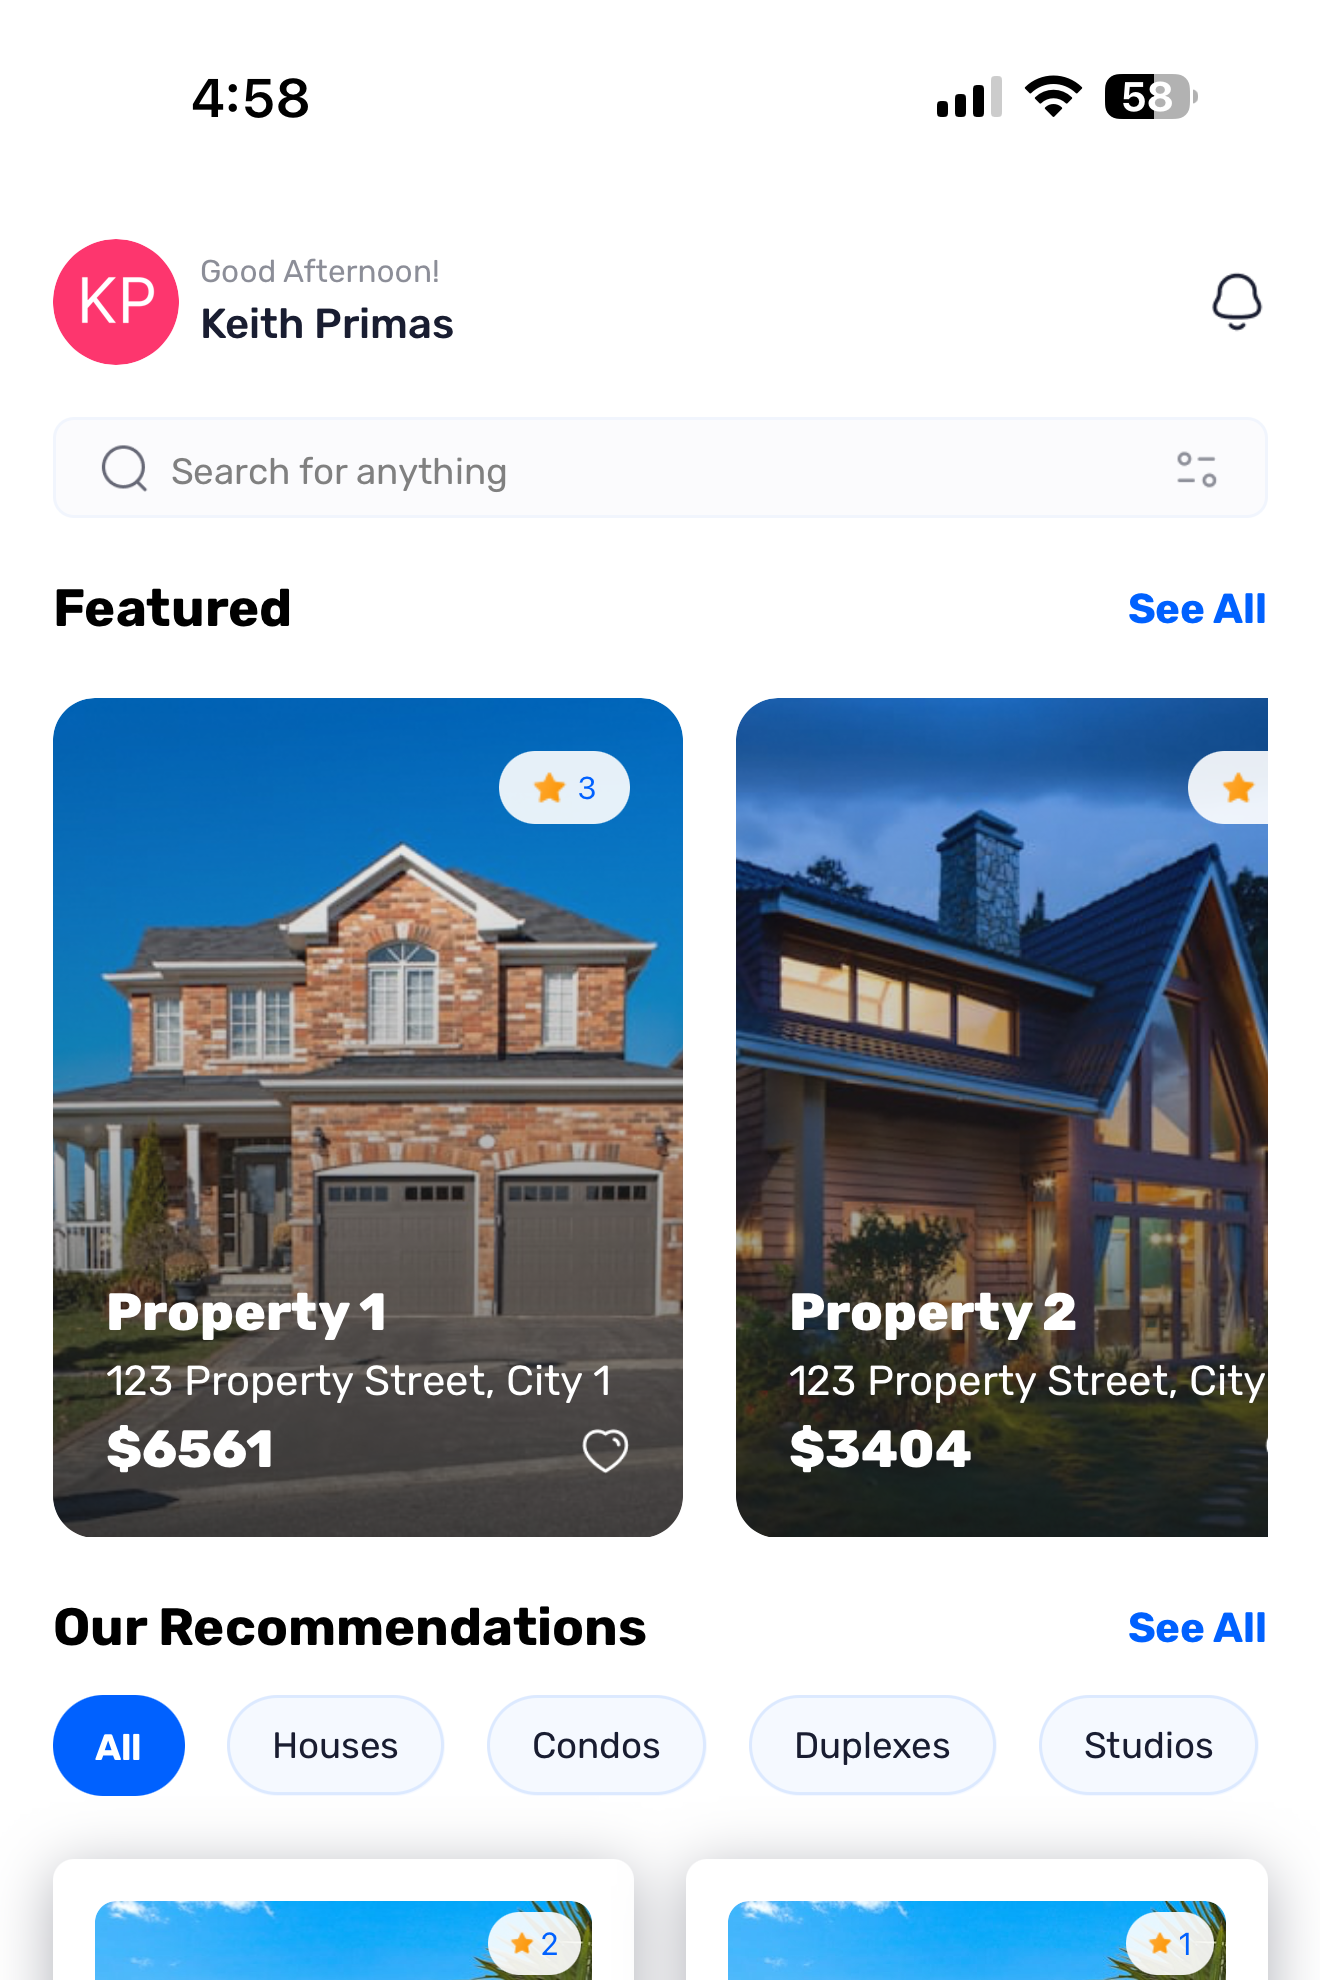 4:58
58
KP
Good Afternoon!
Keith Primas
Search for anything
Featured
See All
3
Property 1
123 Property Street, City 1
$6561
Property 2
123 Property Street, City
$3404
Our Recommendations
See All
All
Houses
Condos
Duplexes
Studios
2
1